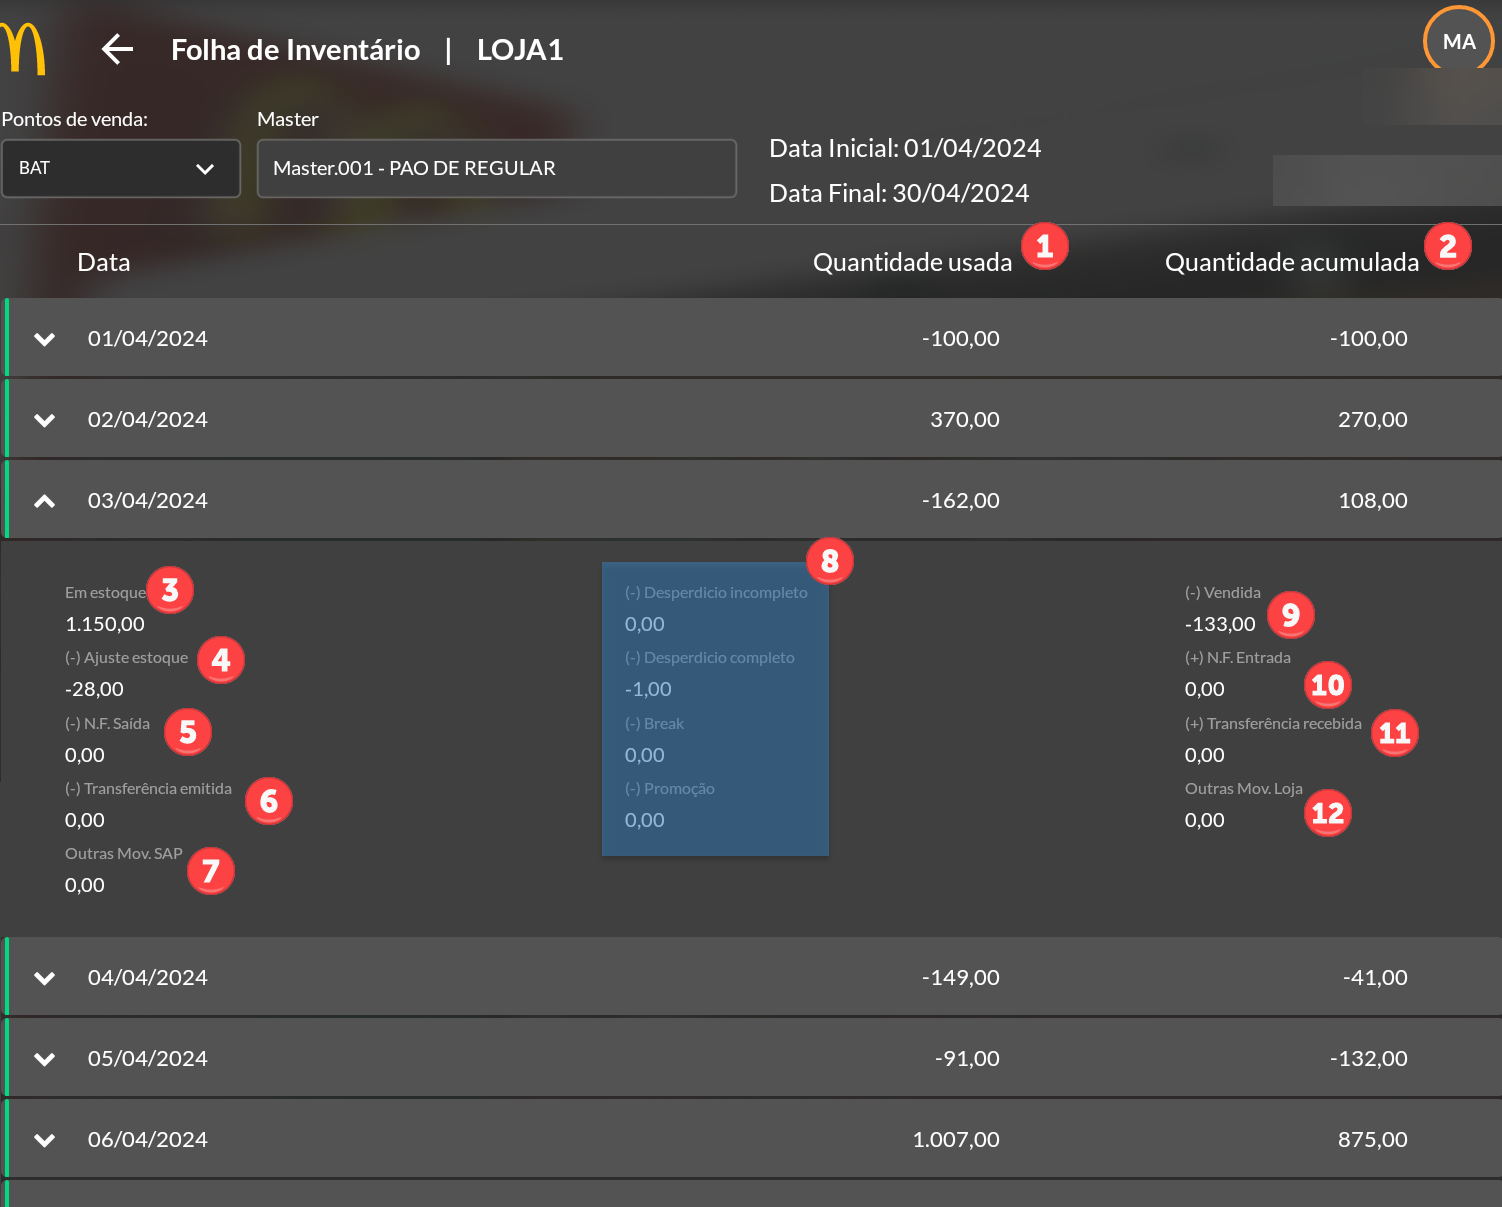 Folha de Inventário | LOJA1
MA
Pontos de venda:
BAT
Master
Master.001 - PAO DE REGULAR
Data Inicial: 01/04/2024
Data Final: 30/04/2024
Data Quantidade usada 1 Quantidade acumulada 2
01/04/2024 -100,00 -100,00
02/04/2024 370,00 270,00
03/04/2024 -162,00 108,00
Em estoque 3
1.150,00
(-) Ajuste estoque 4
-28,00
(-) N.F. Saída 5
0,00
(-) Transferência emitida 6
0,00
Outras Mov. SAP 7
0,00
8
(-) Desperdicio incompleto
0,00
(-) Desperdicio completo
-1,00
(-) Break
0,00
(-) Promoção
0,00
(-) Vendida 9
-133,00
(+) N.F. Entrada 10
0,00
(+) Transferência recebida 11
0,00
Outras Mov. Loja 12
0,00
04/04/2024 -149,00 -41,00
05/04/2024 -91,00 -132,00
06/04/2024 1.007,00 875,00